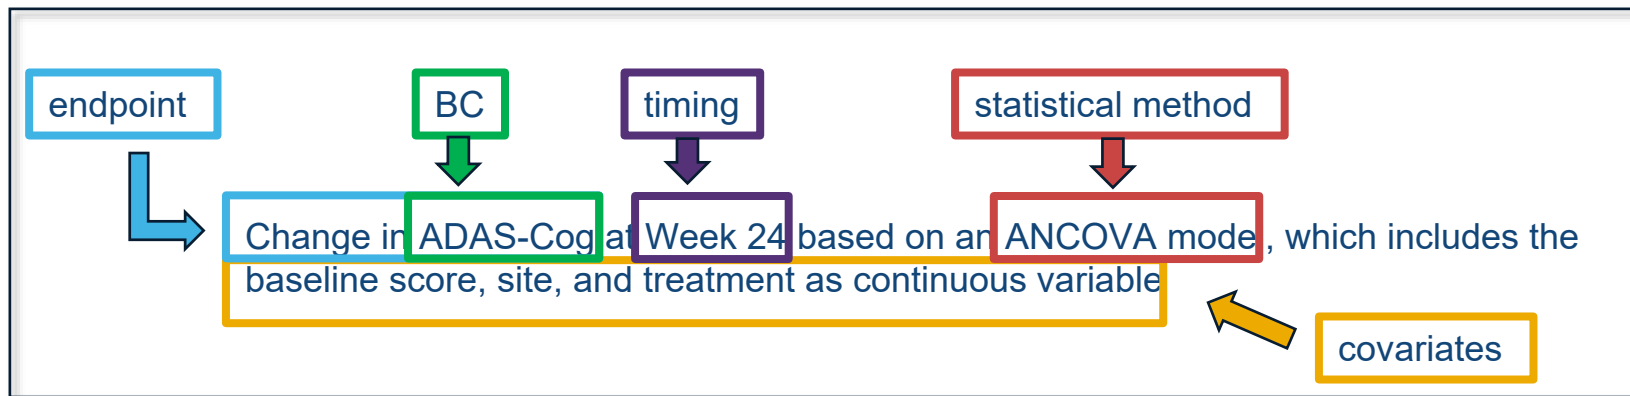 endpoint BC timing statistical method
Change in ADAS-Cog at Week 24 based on an ANCOVA model, which includes the
baseline score, site, and treatment as continuous variable
covariates